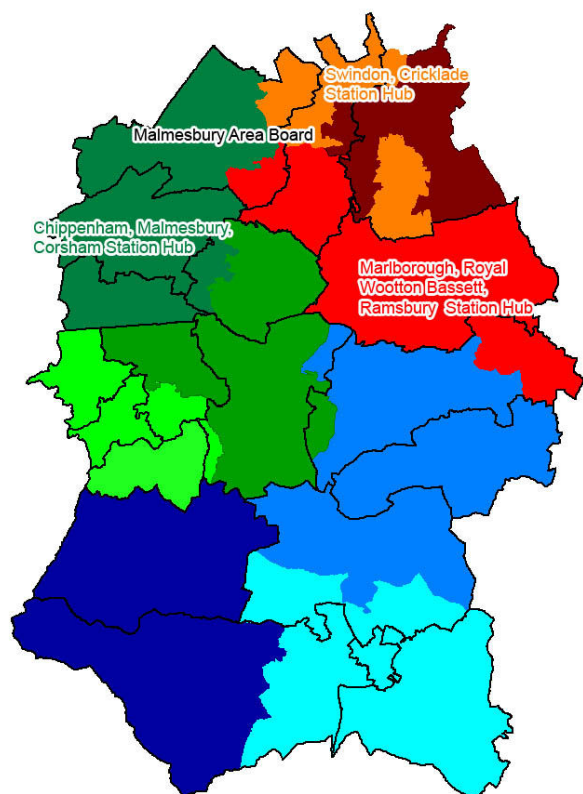 Swindon, Cricklade
Station Hub
Malmesbury Area Board
Chippenham, Malmesbury,
Corsham Station Hub
Marlborough, Royal
Wootton Bassett,
Ramsbury Station Hub